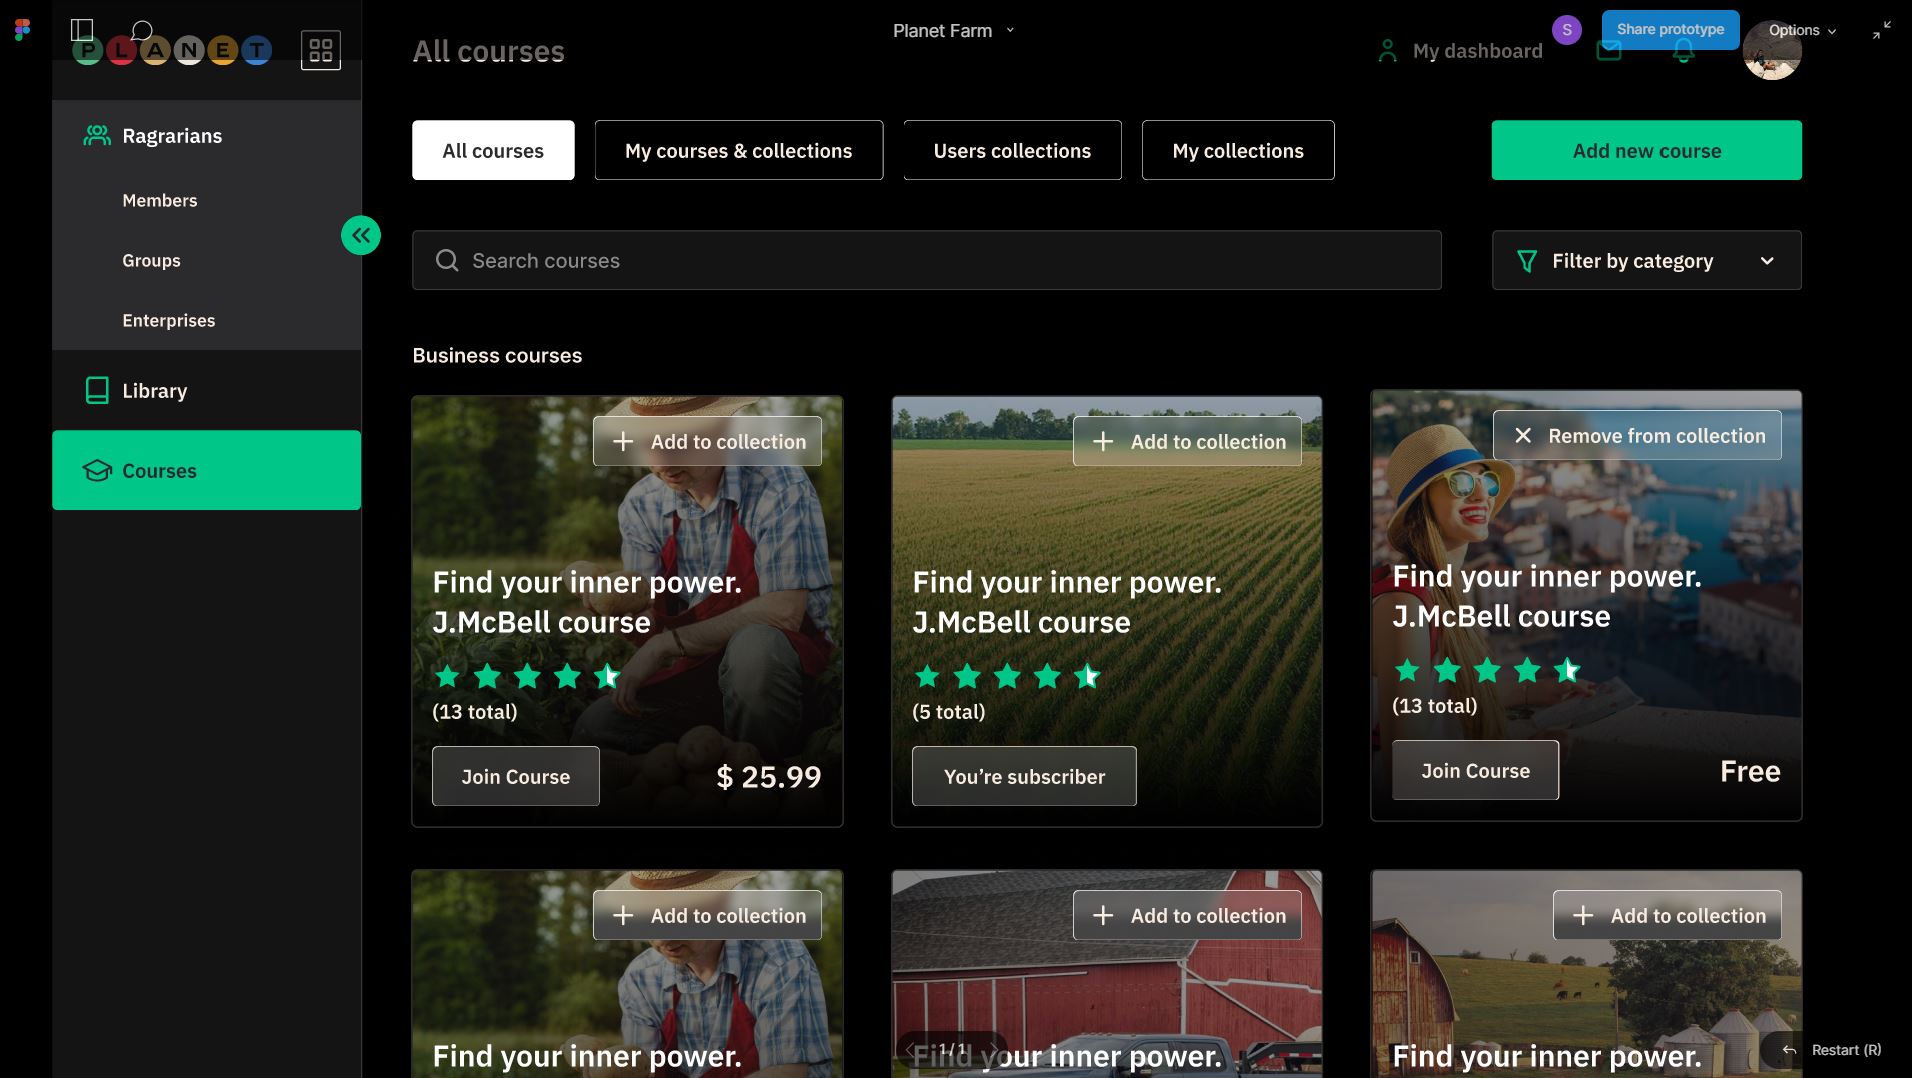 PLANET
All courses
Planet Farm
S
Share prototype
Options
My dashboard
Ragrarians
Members
Groups
Enterprises
Library
Courses
All courses
My courses & collections
Users collections
My collections
Add new course
Search courses
Filter by category
Business courses
Add to collection
Find your inner power.
J.McBell course
(13 total)
Join Course
$ 25.99
Add to collection
Find your inner power.
J.McBell course
(5 total)
You’re subscriber
Remove from collection
Find your inner power.
J.McBell course
(13 total)
Join Course
Free
Add to collection
Find your inner power.
Add to collection
Find your inner power.
1 / 1
Add to collection
Find your inner power.
Restart (R)